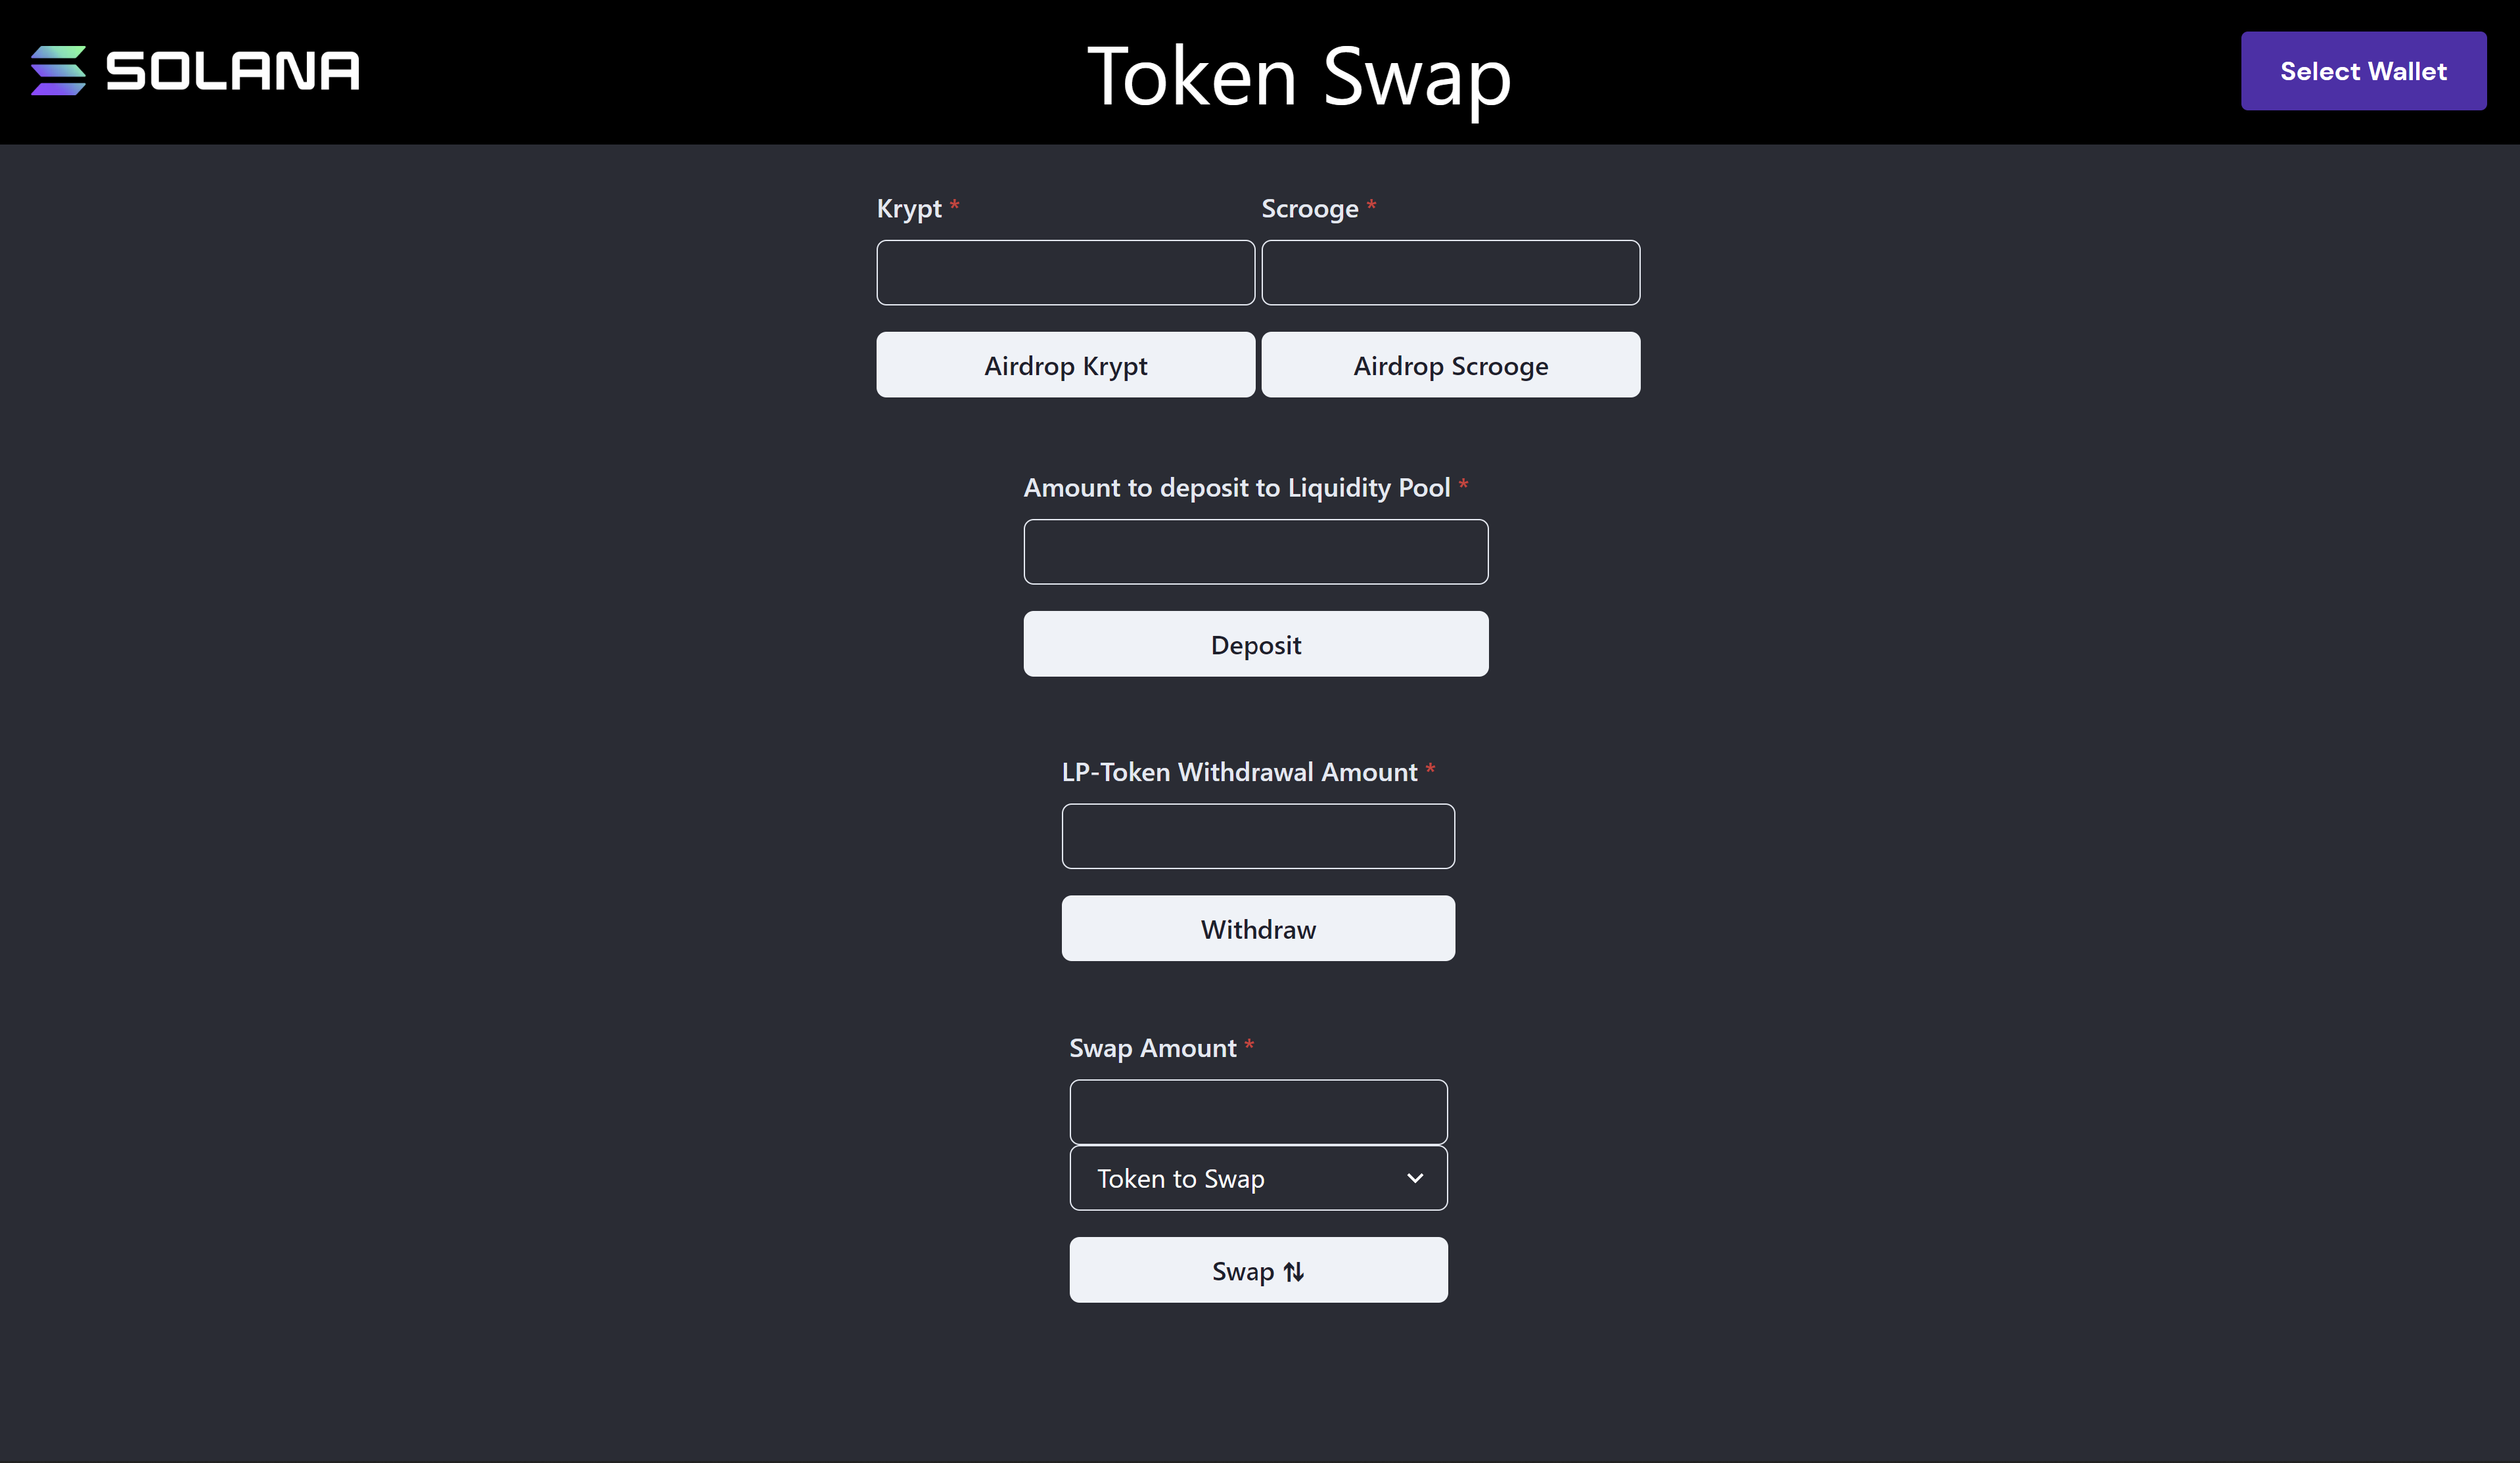 SOLANA
Token Swap
Select Wallet
Krypt *
Scrooge *
Airdrop Krypt
Airdrop Scrooge
Amount to deposit to Liquidity Pool *
Deposit
LP-Token Withdrawal Amount *
Withdraw
Swap Amount *
Token to Swap
Swap ⇅